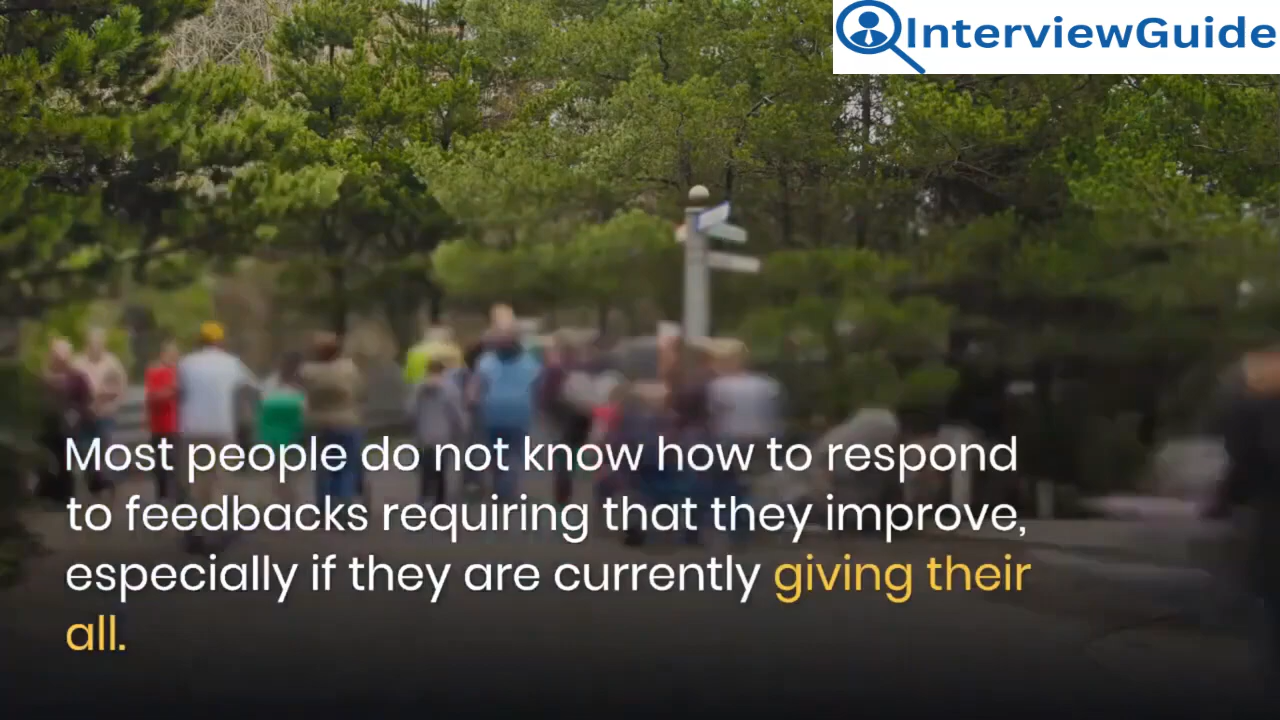 InterviewGuide
Most people do not know how to respond
to feedbacks requiring that they improve,
especially if they are currently giving their
all.